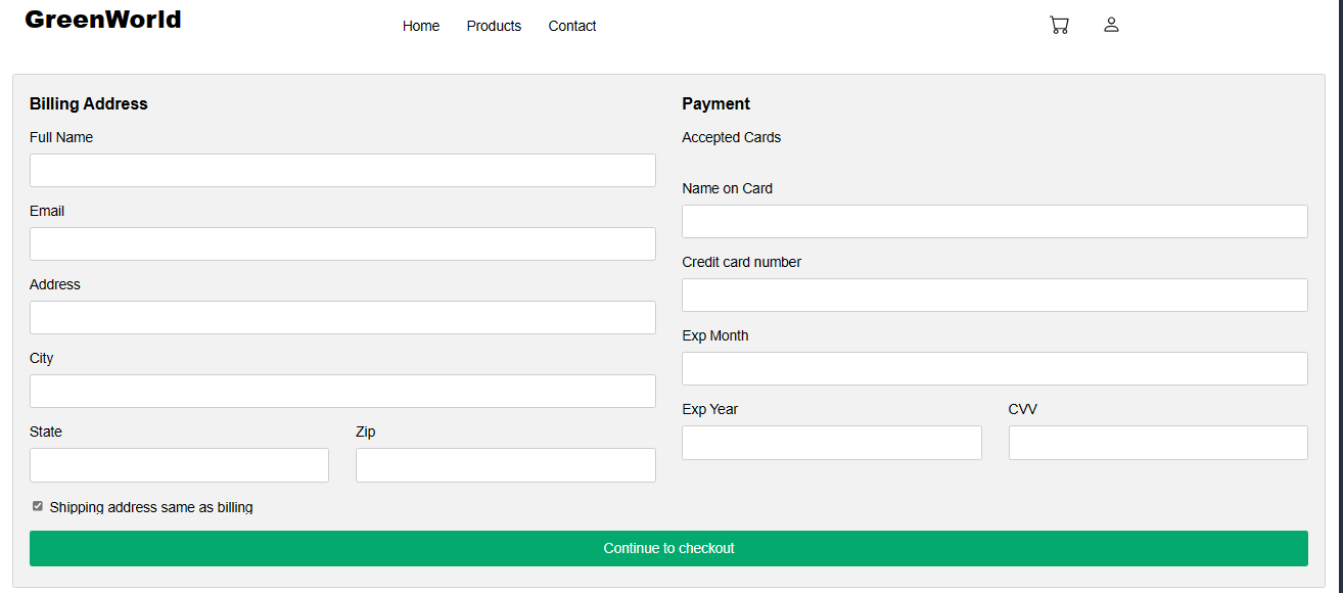 GreenWorld
Home Products Contact
Billing Address
Full Name
Email
Address
City
State Zip
Shipping address same as billing
Payment
Accepted Cards
Name on Card
Credit card number
Exp Month
Exp Year CVV
Continue to checkout